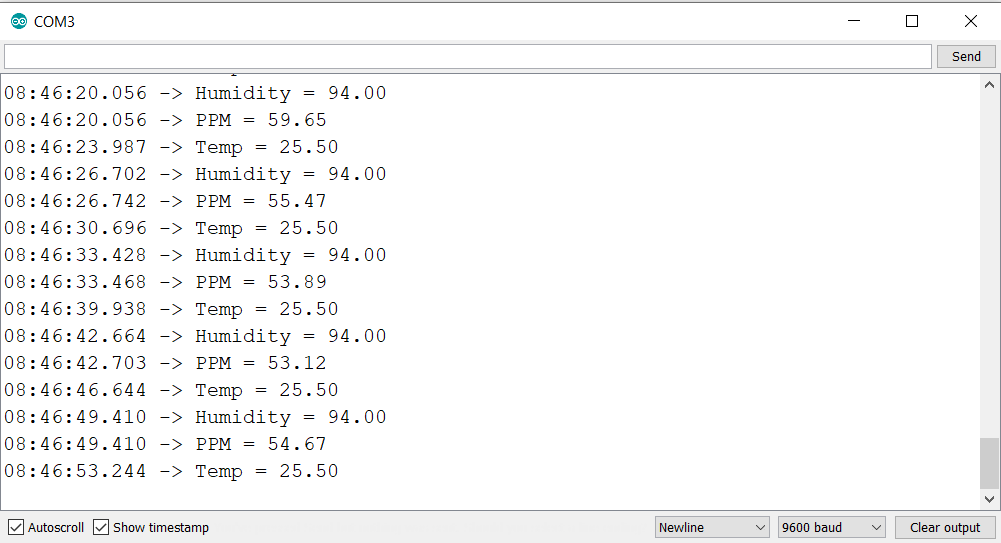 COM3
Send
08:46:20.056 -> Humidity = 94.00
08:46:20.056 -> PPM = 59.65
08:46:23.987 -> Temp = 25.50
08:46:26.702 -> Humidity = 94.00
08:46:26.742 -> PPM = 55.47
08:46:30.696 -> Temp = 25.50
08:46:33.428 -> Humidity = 94.00
08:46:33.468 -> PPM = 53.89
08:46:39.938 -> Temp = 25.50
08:46:42.664 -> Humidity = 94.00
08:46:42.703 -> PPM = 53.12
08:46:46.644 -> Temp = 25.50
08:46:49.410 -> Humidity = 94.00
08:46:49.410 -> PPM = 54.67
08:46:53.244 -> Temp = 25.50
Autoscroll Show timestamp Newline 9600 baud Clear output